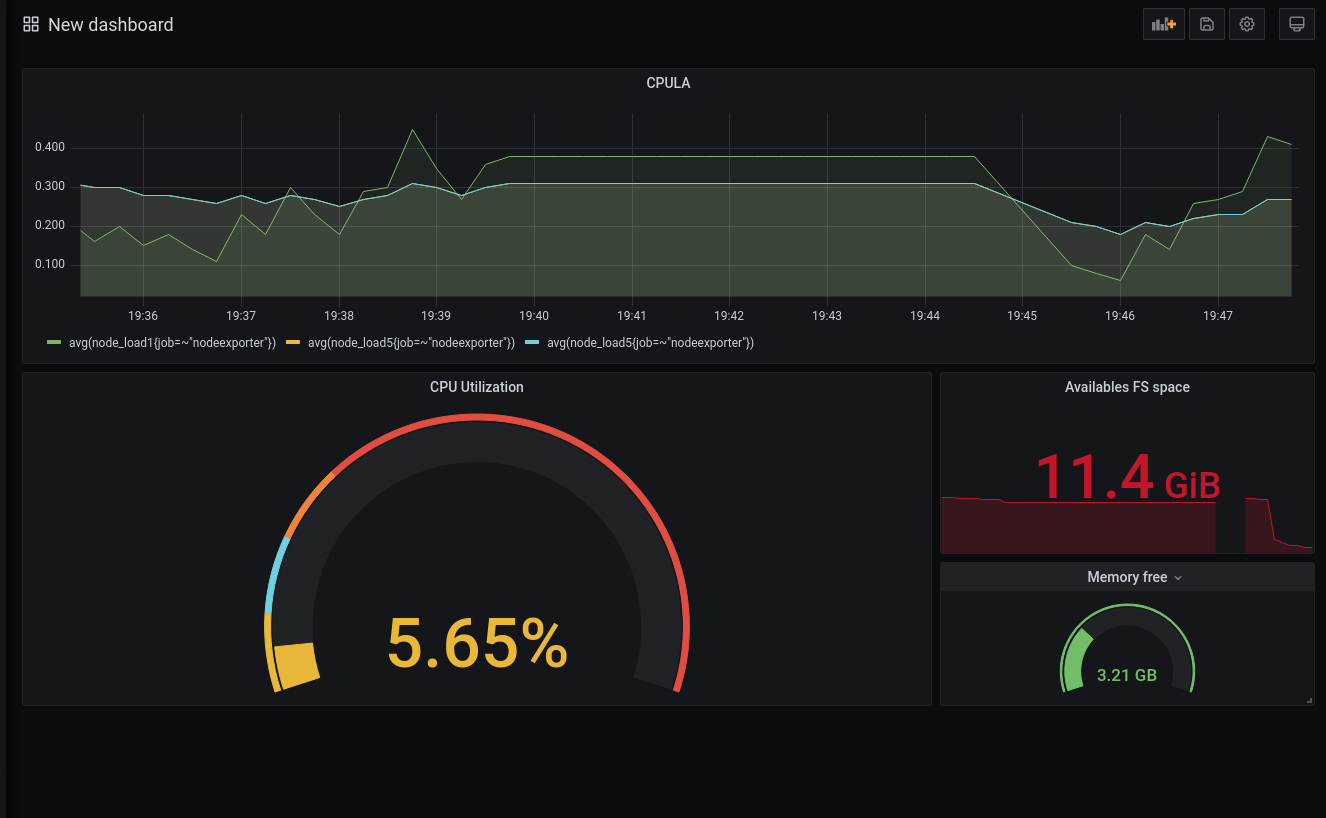 New dashboard
CPULA
0.400
0.300
0.200
0.100
19:36 19:37 19:38 19:39 19:40 19:41 19:42 19:43 19:44 19:45 19:46 19:47
avg(node_load1{job=~"nodeexporter"}) avg(node_load5{job=~"nodeexporter"}) avg(node_load5{job=~"nodeexporter"})
CPU Utilization
5.65%
Availables FS space
11.4 GiB
Memory free
3.21 GB